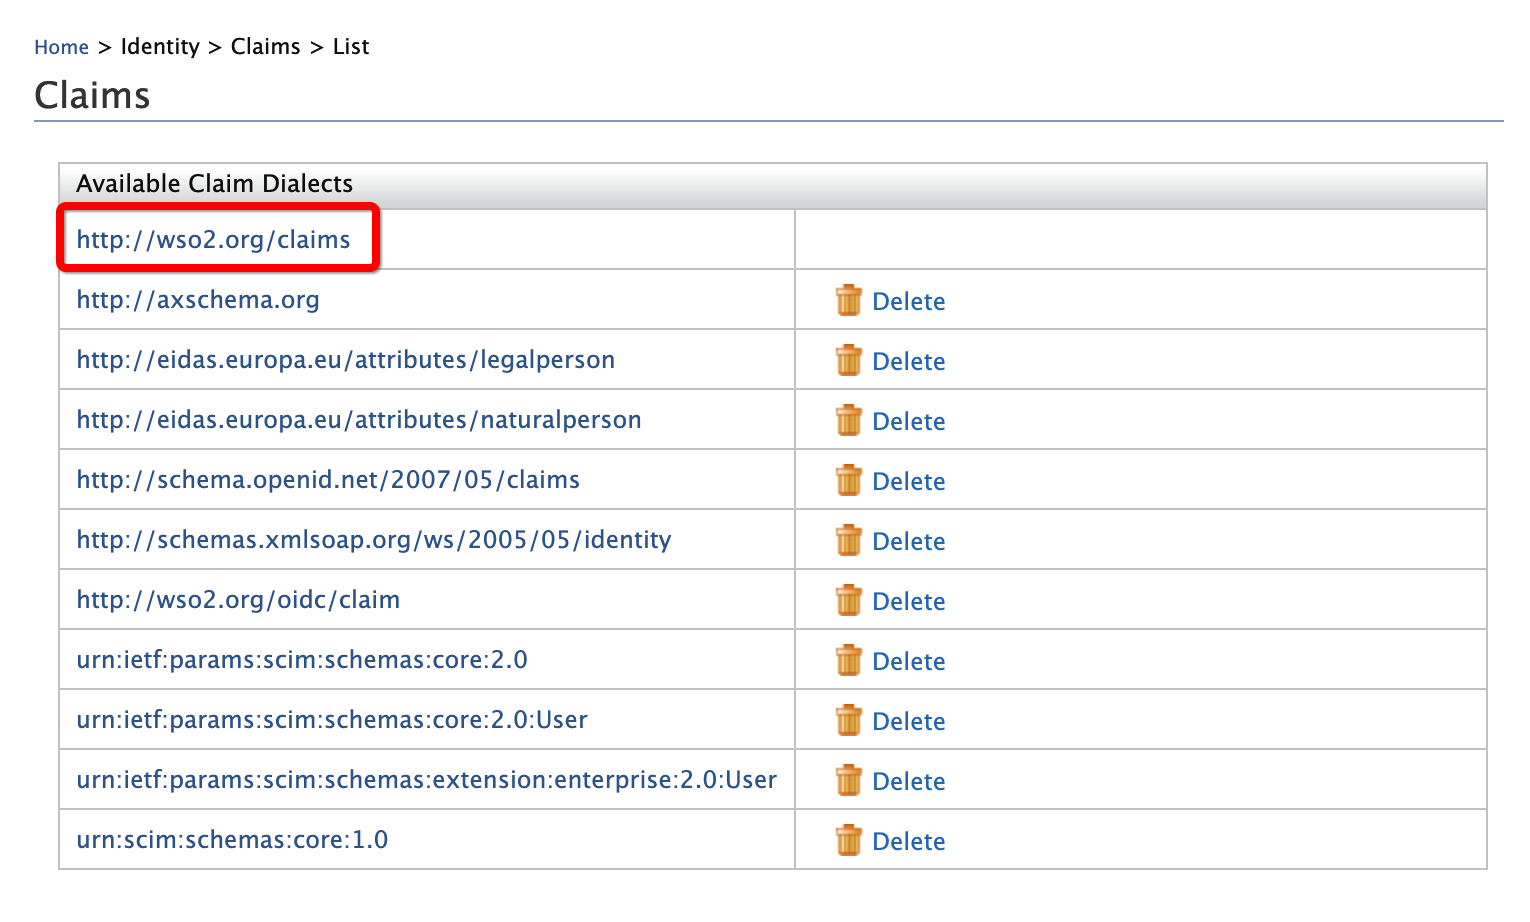 Home > Identity > Claims > List
Claims
Available Claim Dialects
http://wso2.org/claims
http://axschema.org Delete
http://eidas.europa.eu/attributes/legalperson Delete
http://eidas.europa.eu/attributes/naturalperson Delete
http://schema.openid.net/2007/05/claims Delete
http://schemas.xmlsoap.org/ws/2005/05/identity Delete
http://wso2.org/oidc/claim Delete
urn:ietf:params:scim:schemas:core:2.0 Delete
urn:ietf:params:scim:schemas:core:2.0:User Delete
urn:ietf:params:scim:schemas:extension:enterprise:2.0:User Delete
urn:scim:schemas:core:1.0 Delete